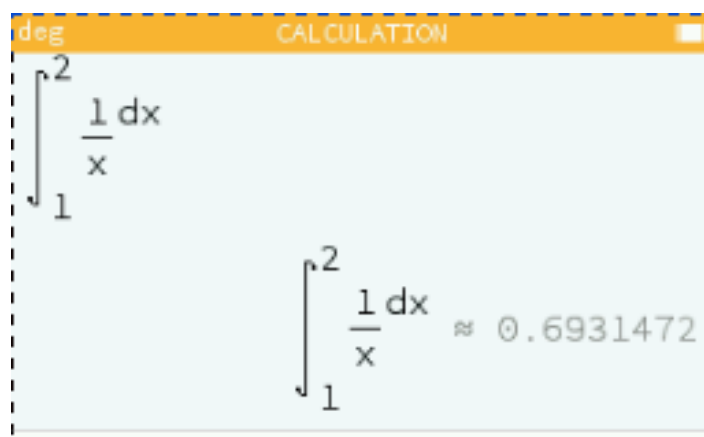 deg CALCULATION
∫₁² 1/x dx
∫₁² 1/x dx ≈ 0.6931472